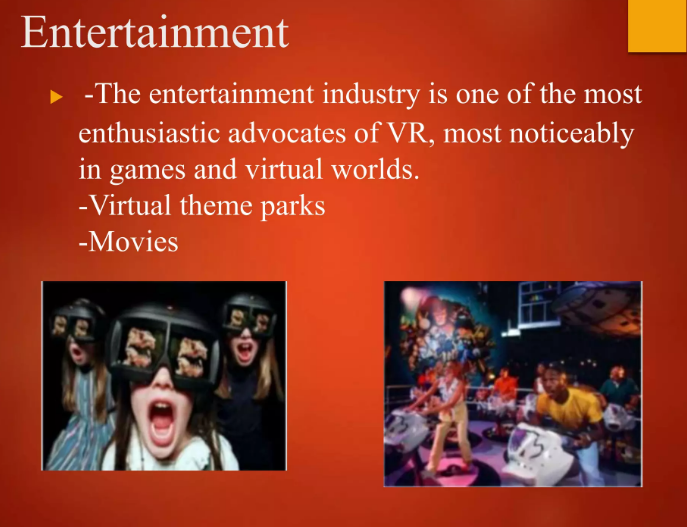 Entertainment
-The entertainment industry is one of the most
enthusiastic advocates of VR, most noticeably
in games and virtual worlds.
-Virtual theme parks
-Movies